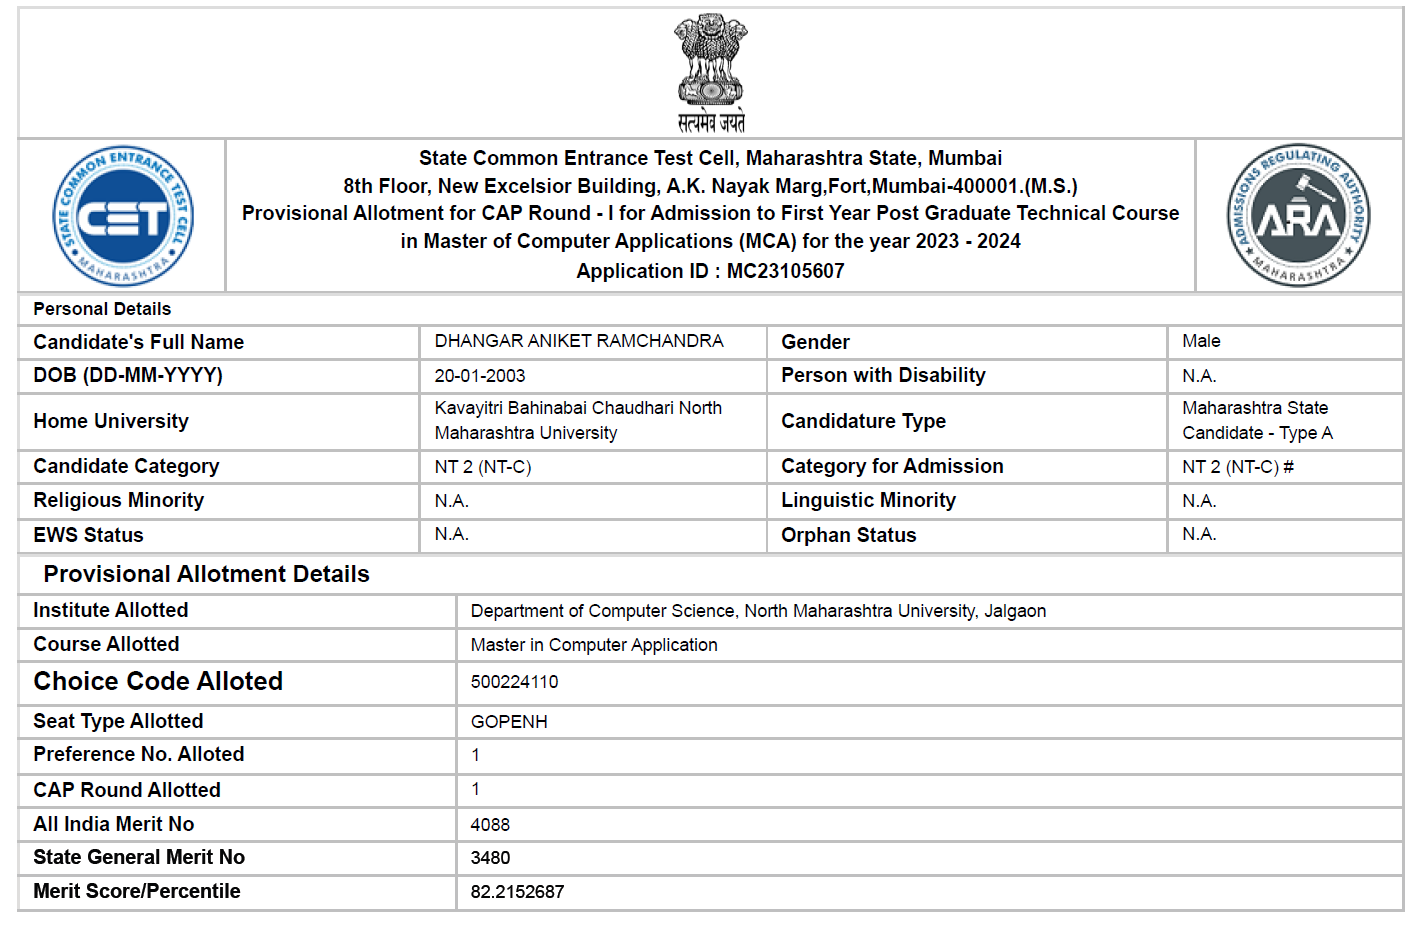 सत्यमेव जयते
STATE COMMON ENTRANCE TEST CELL
CET
MAHARASHTRA
State Common Entrance Test Cell, Maharashtra State, Mumbai
8th Floor, New Excelsior Building, A.K. Nayak Marg,Fort,Mumbai-400001.(M.S.)
Provisional Allotment for CAP Round - I for Admission to First Year Post Graduate Technical Course
in Master of Computer Applications (MCA) for the year 2023 - 2024
Application ID : MC23105607
ADMISSIONS REGULATING AUTHORITY
ARA
MAHARASHTRA
Personal Details
Candidate's Full Name DHANGAR ANIKET RAMCHANDRA Gender Male
DOB (DD-MM-YYYY) 20-01-2003 Person with Disability N.A.
Home University Kavayitri Bahinabai Chaudhari North
Maharashtra University Candidature Type Maharashtra State
Candidate - Type A
Candidate Category NT 2 (NT-C) Category for Admission NT 2 (NT-C) #
Religious Minority N.A. Linguistic Minority N.A.
EWS Status N.A. Orphan Status N.A.
Provisional Allotment Details
Institute Allotted Department of Computer Science, North Maharashtra University, Jalgaon
Course Allotted Master in Computer Application
Choice Code Alloted 500224110
Seat Type Allotted GOPENH
Preference No. Alloted 1
CAP Round Allotted 1
All India Merit No 4088
State General Merit No 3480
Merit Score/Percentile 82.2152687